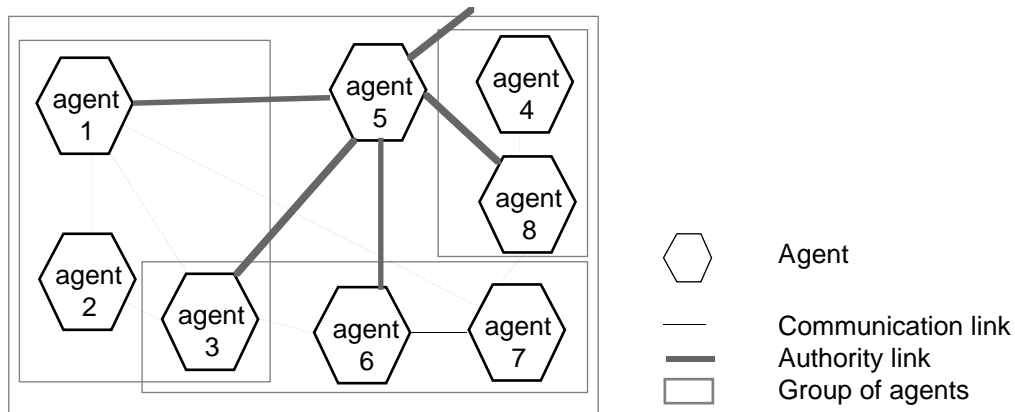 agent
1
agent
5
agent
4
agent
8
agent
2
agent
3
agent
6
agent
7
Agent
Communication link
Authority link
Group of agents